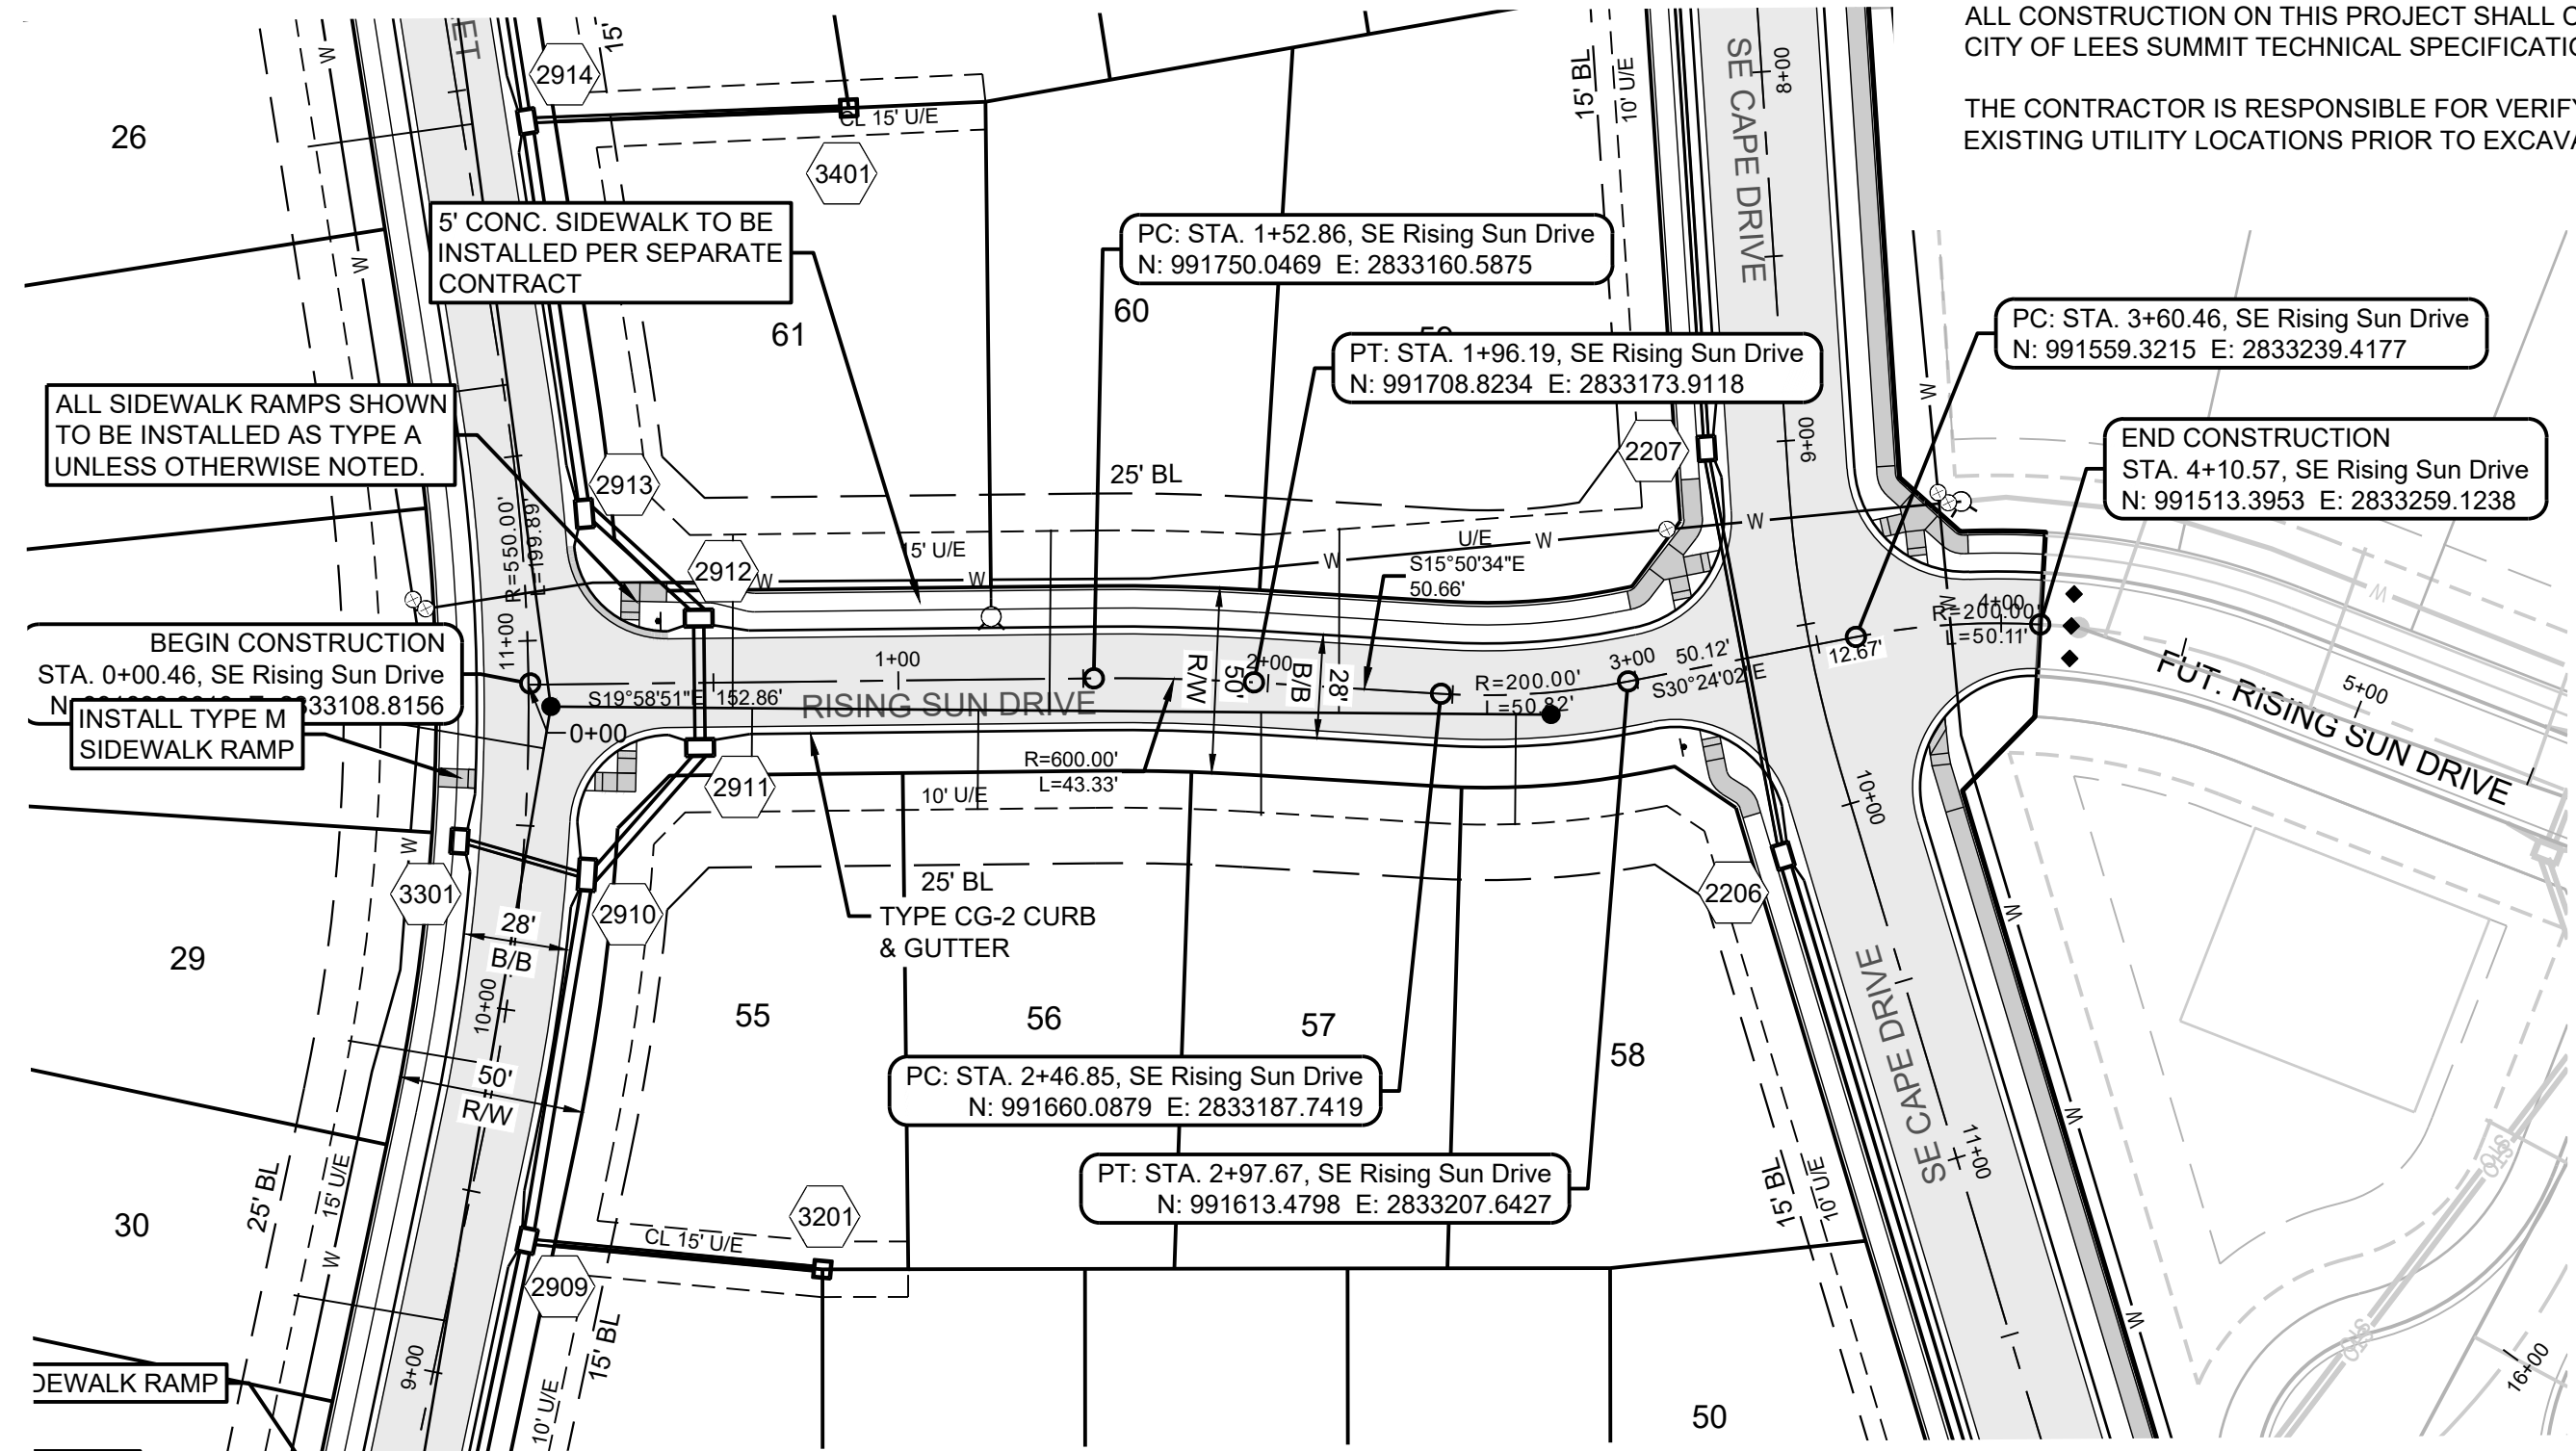 ALL CONSTRUCTION ON THIS PROJECT SHALL
CITY OF LEES SUMMIT TECHNICAL
THE CONTRACTOR IS RESPONSIBLE FOR
EXISTING UTILITY LOCATIONS PRIOR TO
15'
2914
26
CL 15' U/E
3401
15' BL
10' U/E
SE CAPE DRIVE
8+00
5' CONC. SIDEWALK TO BE
INSTALLED PER SEPARATE
CONTRACT
PC: STA. 1+52.86, SE Rising Sun Drive
N: 991750.0469 E: 2833160.5875
61
60
PC: STA. 3+60.46, SE Rising Sun Drive
N: 991559.3215 E: 2833239.4177
PT: STA. 1+96.19, SE Rising Sun Drive
N: 991708.8234 E: 2833173.9118
ALL SIDEWALK RAMPS SHOWN
TO BE INSTALLED AS TYPE A
UNLESS OTHERWISE NOTED.
END CONSTRUCTION
STA. 4+10.57, SE Rising Sun Drive
N: 991513.3953 E: 2833259.1238
2207
9+00
2913
25' BL
R=550.00'
L=199.89'
2912
15' U/E
U/E
W
W
W
W
W
S15°50'34"E
50.66'
BEGIN CONSTRUCTION
STA. 0+00.46, SE Rising Sun Drive
11+00
INSTALL TYPE M
SIDEWALK RAMP
0+00
S19°58'51"E 152.86'
1+00
RISING SUN DRIVE
R/W
50'
2+00
B/B
28'
R=200.00'
L=50.82'
3+00
50.12'
S30°24'02"E
12.67'
4+00
R=200.00'
L=50.11'
FUT. RISING SUN DRIVE
5+00
R=600.00'
L=43.33'
2911
10' U/E
10+00
25' BL
TYPE CG-2 CURB
& GUTTER
3301
2910
2206
28'
B/B
29
10+00
55
56
57
58
SE CAPE DRIVE
50'
R/W
PC: STA. 2+46.85, SE Rising Sun Drive
N: 991660.0879 E: 2833187.7419
PT: STA. 2+97.67, SE Rising Sun Drive
N: 991613.4798 E: 2833207.6427
11+00
15' BL
10' U/E
25' BL
15' U/E
30
3201
CL 15' U/E
2909
15' BL
10' U/E
9+00
RAMP
50
STO
STO
16+00